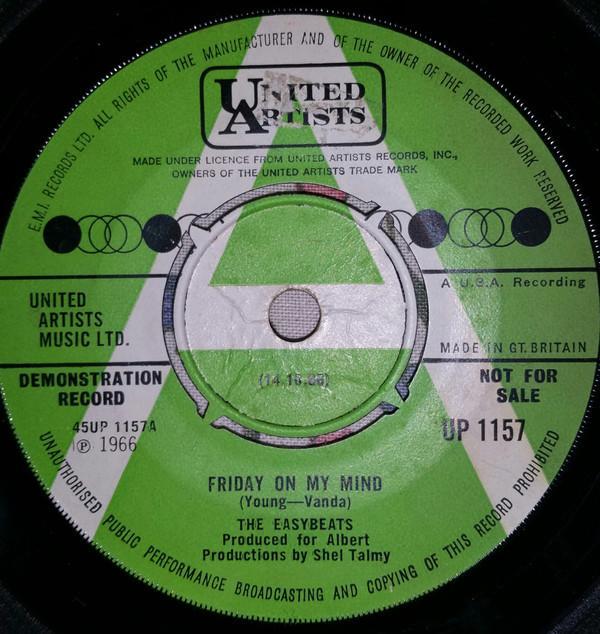 E.M.I. RECORDS LTD. ALL RIGHTS OF THE MANUFACTURER AND OF THE OWNER OF THE RECORDED WORK RESERVED
UNITED
ARTISTS
MADE UNDER LICENCE FROM UNITED ARTISTS RECORDS, INC.,
OWNERS OF THE UNITED ARTISTS TRADE MARK
UNITED
ARTISTS
MUSIC LTD.
A U.S.A. Recording
MADE IN GT. BRITAIN
DEMONSTRATION
RECORD
NOT FOR
SALE
45UP 1157A
℗ 1966
UP 1157
FRIDAY ON MY MIND
(Young—Vanda)
THE EASYBEATS
Produced for Albert
Productions by Shel Talmy
UNAUTHORISED PUBLIC PERFORMANCE BROADCASTING AND COPYING OF THIS RECORD PROHIBITED